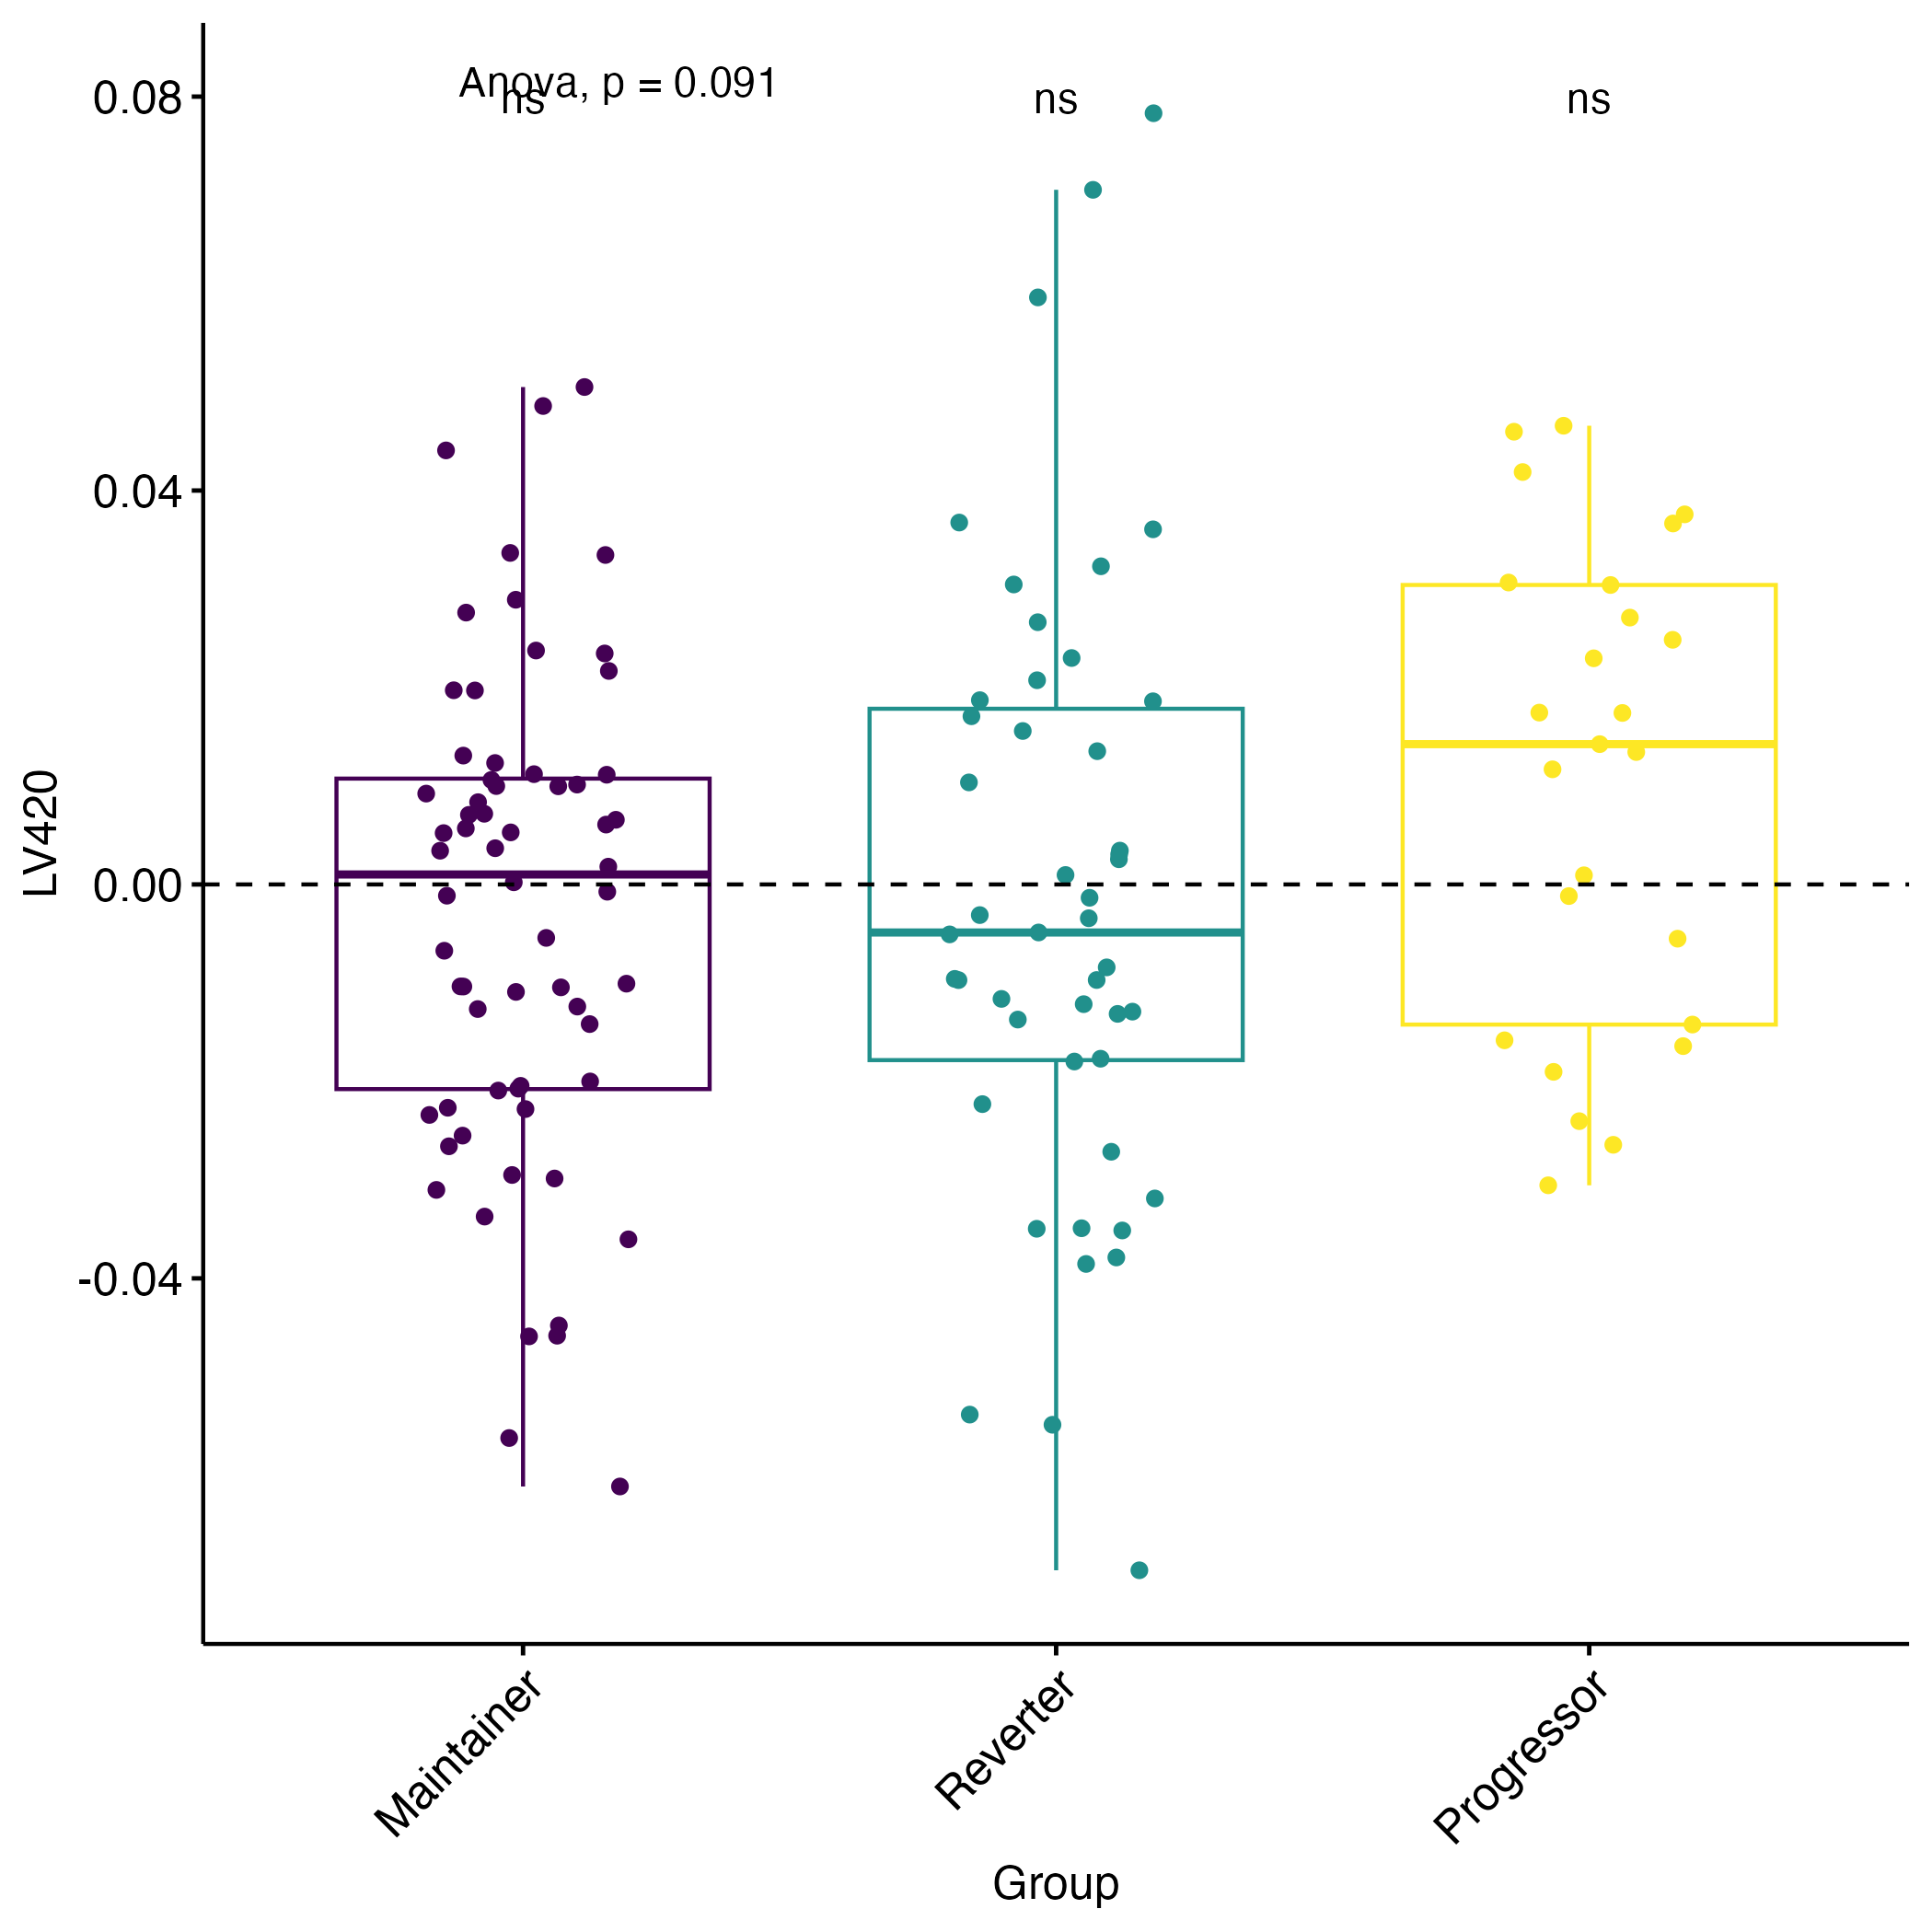 Anova, p = 0.091
ns
ns
ns
0.08
0.04
0.00
-0.04
LV420
Maintainer
Reverter
Progressor
Group